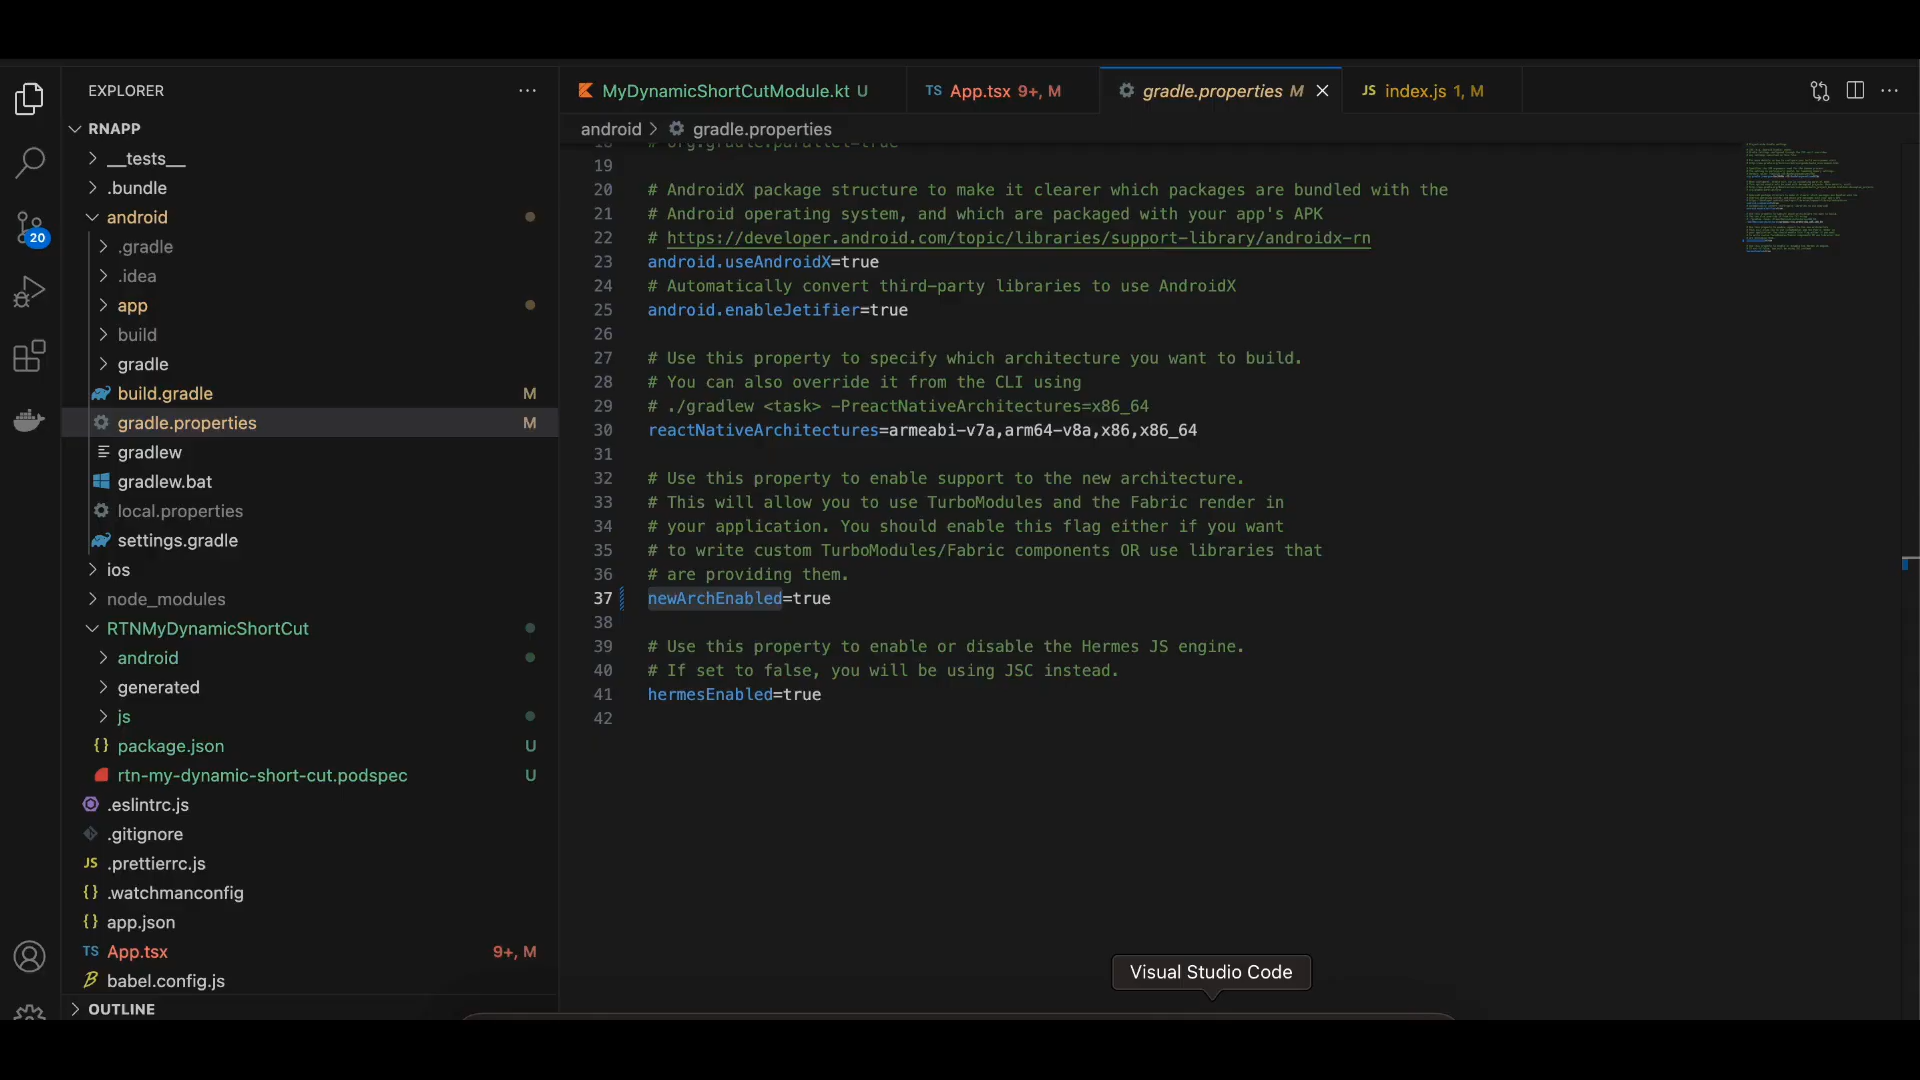 EXPLORER
RNAPP
__tests__
.bundle
android
.gradle
.idea
app
build
gradle
build.gradle M
gradle.properties M
gradlew
gradlew.bat
local.properties
settings.gradle
ios
node_modules
RTNMyDynamicShortCut
android
generated
js
package.json U
rtn-my-dynamic-short-cut.podspec U
.eslintrc.js
.gitignore
JS .prettierrc.js
.watchmanconfig
app.json
TS App.tsx 9+, M
babel.config.js
OUTLINE
20
MyDynamicShortCutModule.kt U
TS App.tsx 9+, M
gradle.properties M
JS index.js 1, M
android > gradle.properties
18 # org.gradle.parallel=true
19
20 # AndroidX package structure to make it clearer which packages are bundled with the
21 # Android operating system, and which are packaged with your app's APK
22 # https://developer.android.com/topic/libraries/support-library/androidx-rn
23 android.useAndroidX=true
24 # Automatically convert third-party libraries to use AndroidX
25 android.enableJetifier=true
26
27 # Use this property to specify which architecture you want to build.
28 # You can also override it from the CLI using
29 # ./gradlew <task> -PreactNativeArchitectures=x86_64
30 reactNativeArchitectures=armeabi-v7a,arm64-v8a,x86,x86_64
31
32 # Use this property to enable support to the new architecture.
33 # This will allow you to use TurboModules and the Fabric render in
34 # your application. You should enable this flag either if you want
35 # to write custom TurboModules/Fabric components OR use libraries that
36 # are providing them.
37 newArchEnabled=true
38
39 # Use this property to enable or disable the Hermes JS engine.
40 # If set to false, you will be using JSC instead.
41 hermesEnabled=true
42
Visual Studio Code